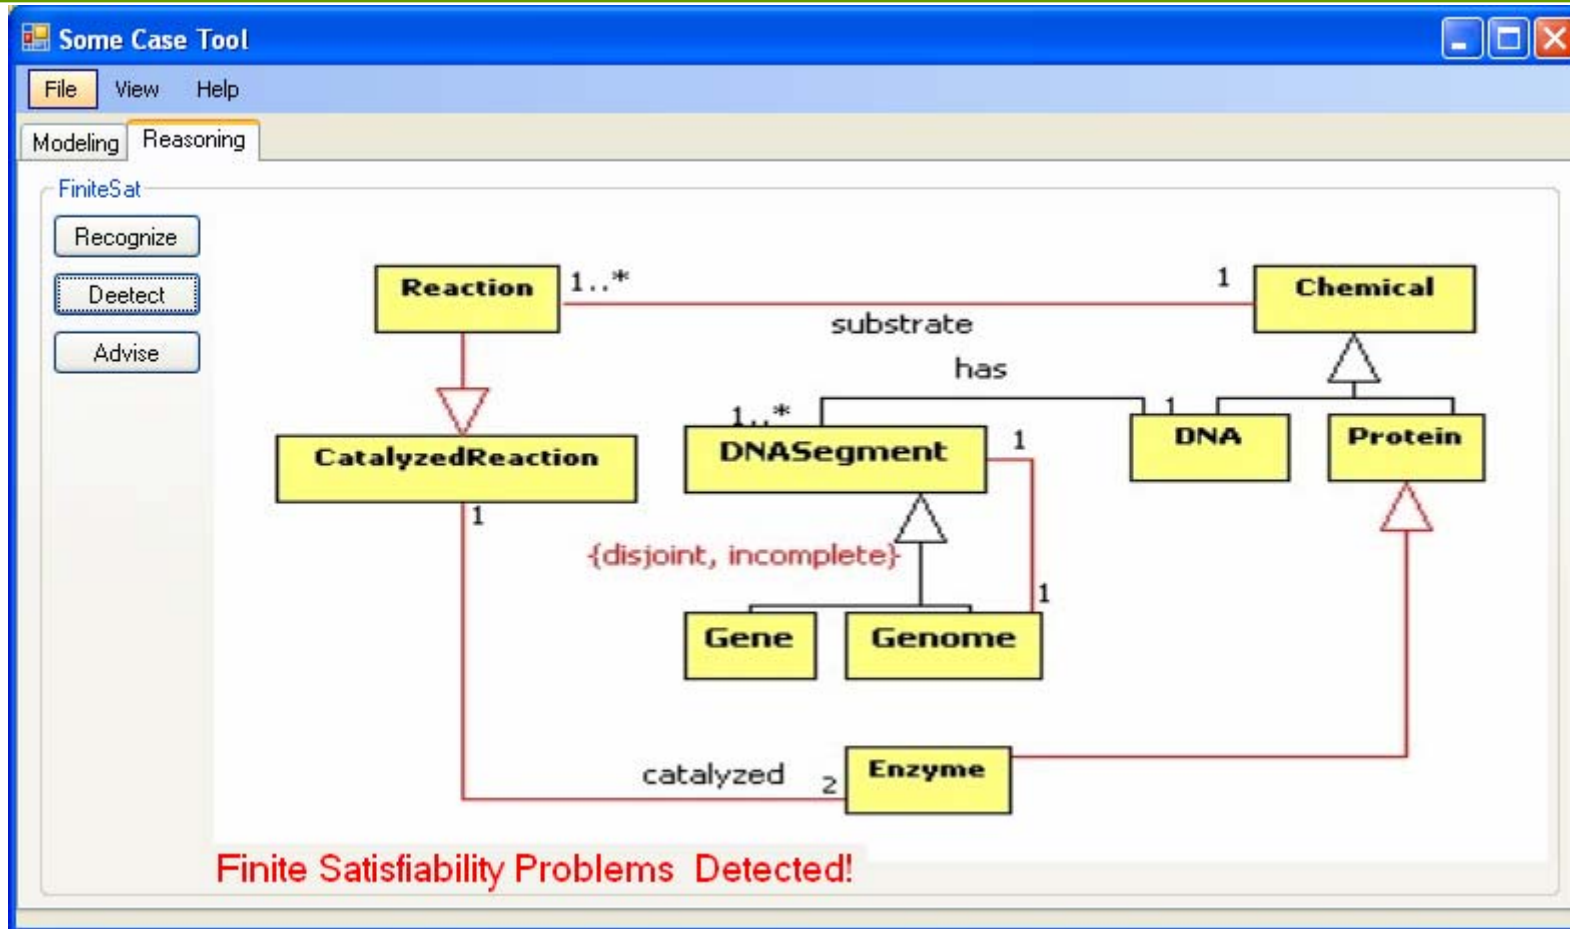 Some Case Tool
File View Help
Modeling Reasoning
FiniteSat
Recognize
Deetect
Advise
Reaction 1..* 1 Chemical
substrate
has
1..* 1
CatalyzedReaction DNASegment 1 DNA Protein
1
{disjoint, incomplete}
1
Gene Genome
catalyzed 2 Enzyme
Finite Satisfiability Problems Detected!